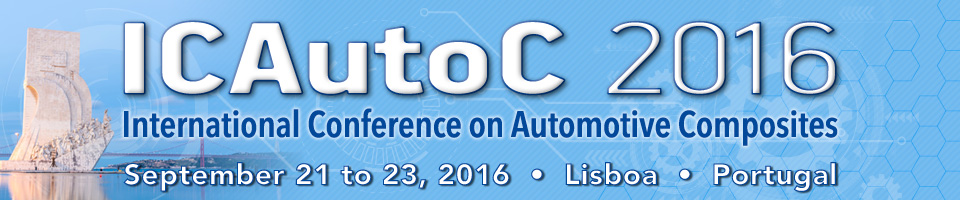 ICAutoC 2016
International Conference on Automotive Composites
September 21 to 23, 2016 • Lisboa • Portugal